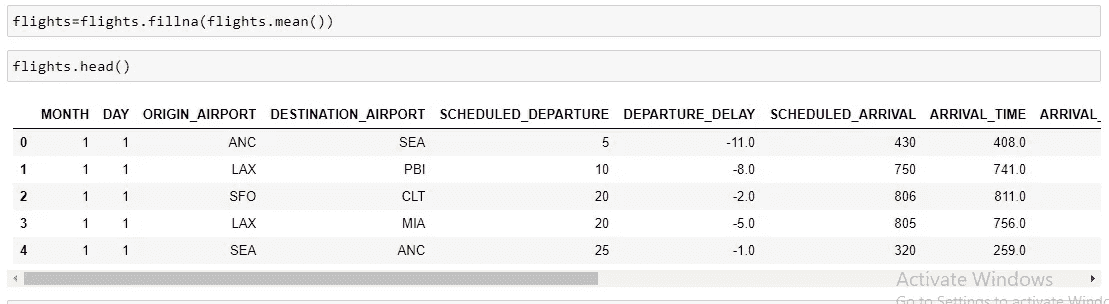 flights=flights.fillna(flights.mean())
flights.head()
MONTH DAY ORIGIN_AIRPORT DESTINATION_AIRPORT SCHEDULED_DEPARTURE DEPARTURE_DELAY SCHEDULED_ARRIVAL ARRIVAL_TIME ARRIVAL_
0 1 1 ANC SEA 5 -11.0 430 408.0
1 1 1 LAX PBI 10 -8.0 750 741.0
2 1 1 SFO CLT 20 -2.0 806 811.0
3 1 1 LAX MIA 20 -5.0 805 756.0
4 1 1 SEA ANC 25 -1.0 320 259.0
Activate Windows
Go to Settings to activate Windo